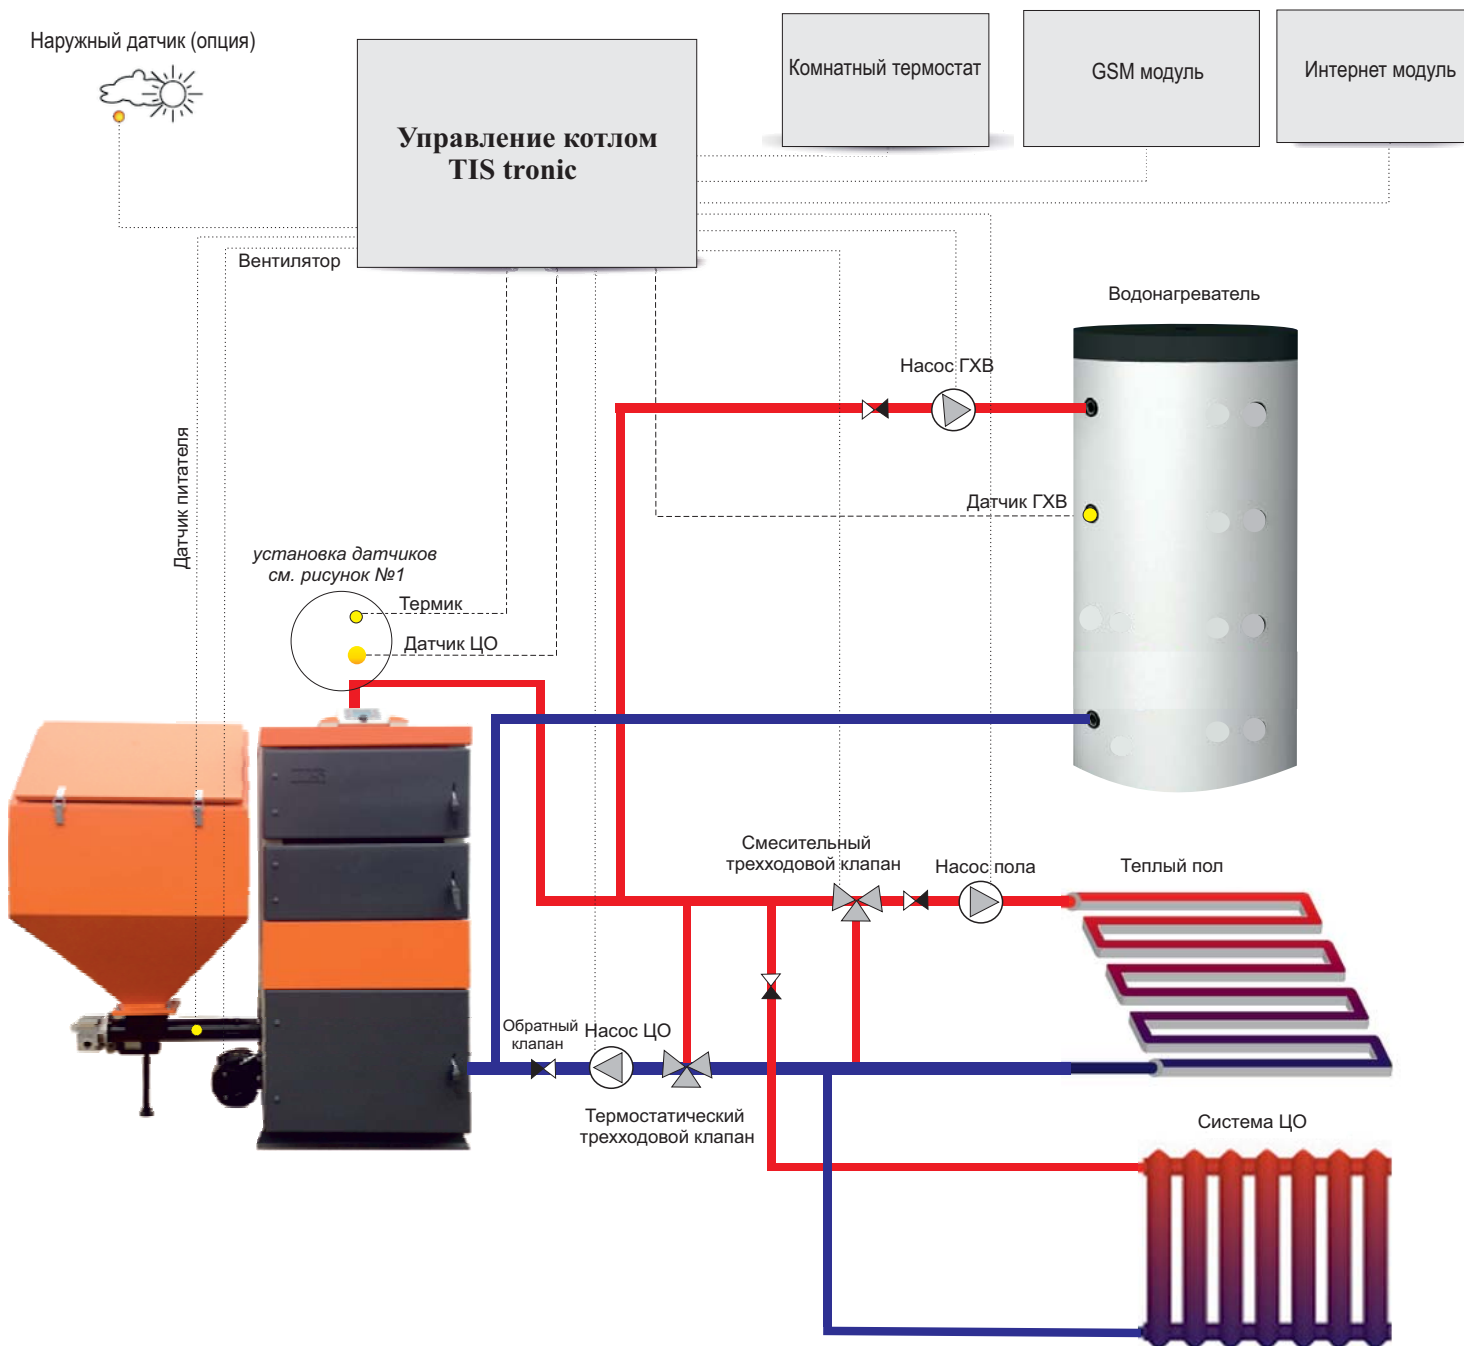 Наружный датчик (опция)
Управление котлом
TIS tronic
Комнатный термостат
GSM модуль
Интернет модуль
Вентилятор
Водонагреватель
Насос ГХВ
Датчик питателя
Датчик ГХВ
установка датчиков
см. рисунок №1
Термик
Датчик ЦО
Смесительный
трехходовой клапан
Насос пола
Теплый пол
Обратный
клапан
Насос ЦО
Термостатический
трехходовой клапан
Система ЦО